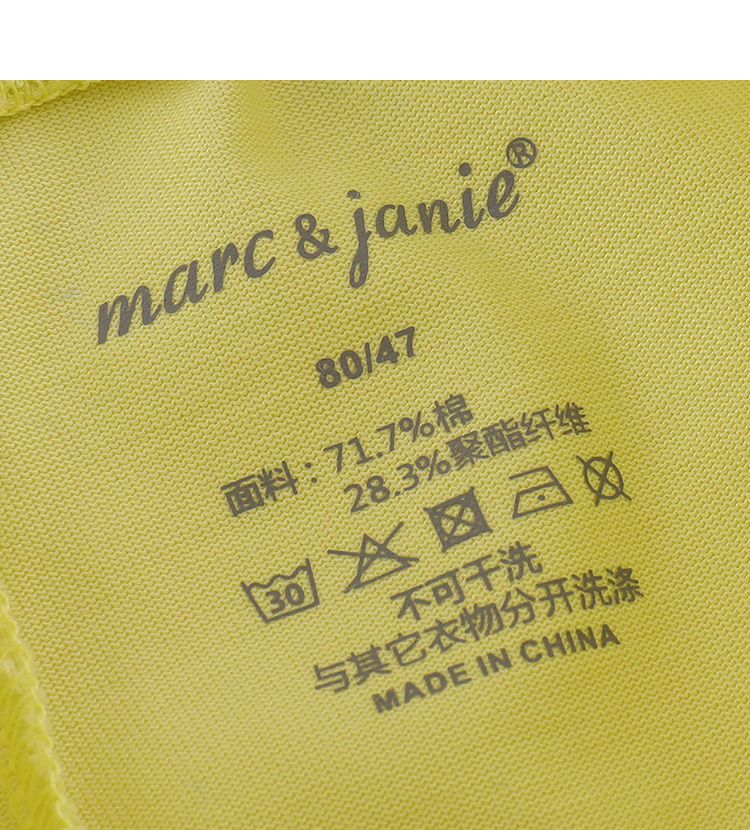 marc & janie®
80/47
面料：71.7%棉
28.3%聚酯纤维
30
不可干洗
与其它衣物分开洗涤
MADE IN CHINA